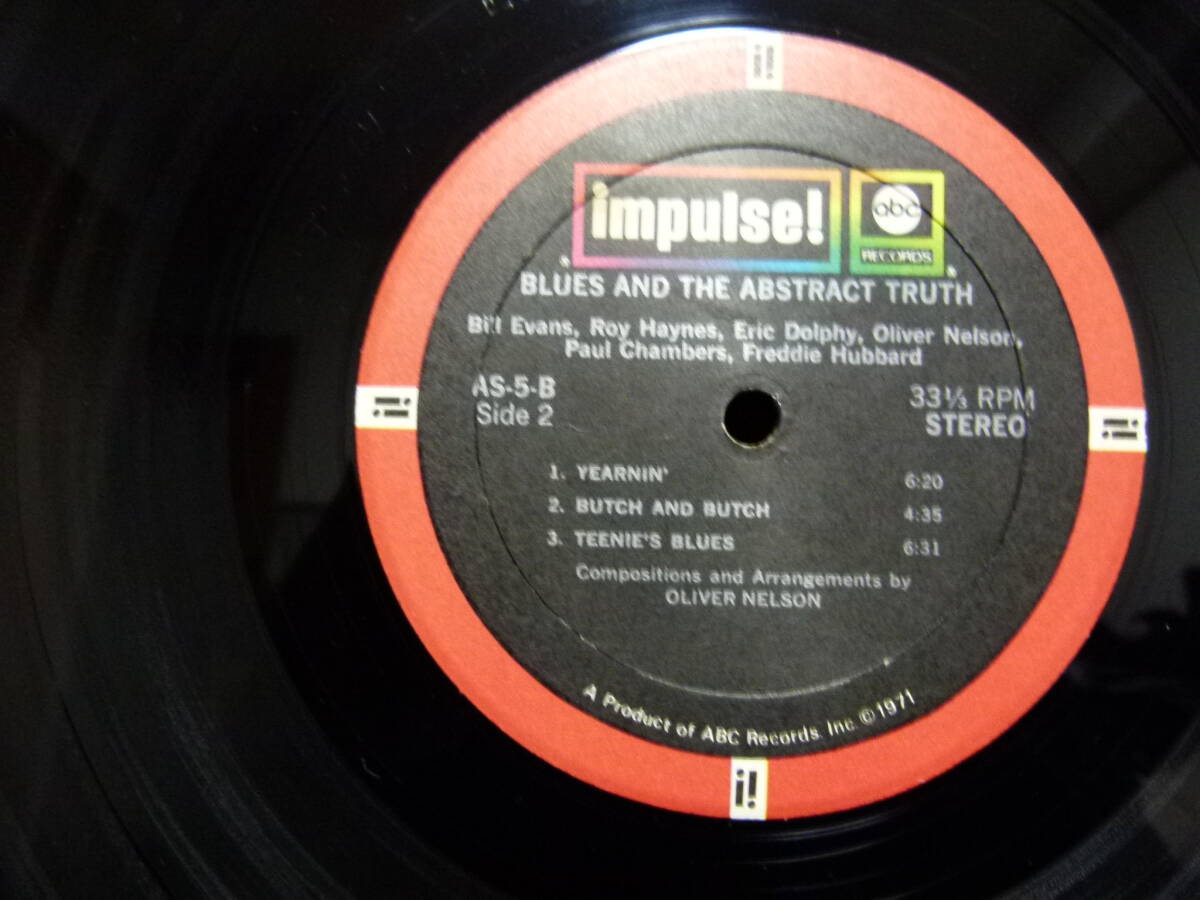 impulse!
abc
RECORDS
BLUES AND THE ABSTRACT TRUTH
Bill Evans, Roy Haynes, Eric Dolphy, Oliver Nelson,
Paul Chambers, Freddie Hubbard
AS-5-B
Side 2
33⅓ RPM
STEREO
1. YEARNIN' 6:20
2. BUTCH AND BUTCH 4:35
3. TEENIE'S BLUES 6:31
Compositions and Arrangements by
OLIVER NELSON
A Product of ABC Records. Inc. ©1971
i!
i!
i!